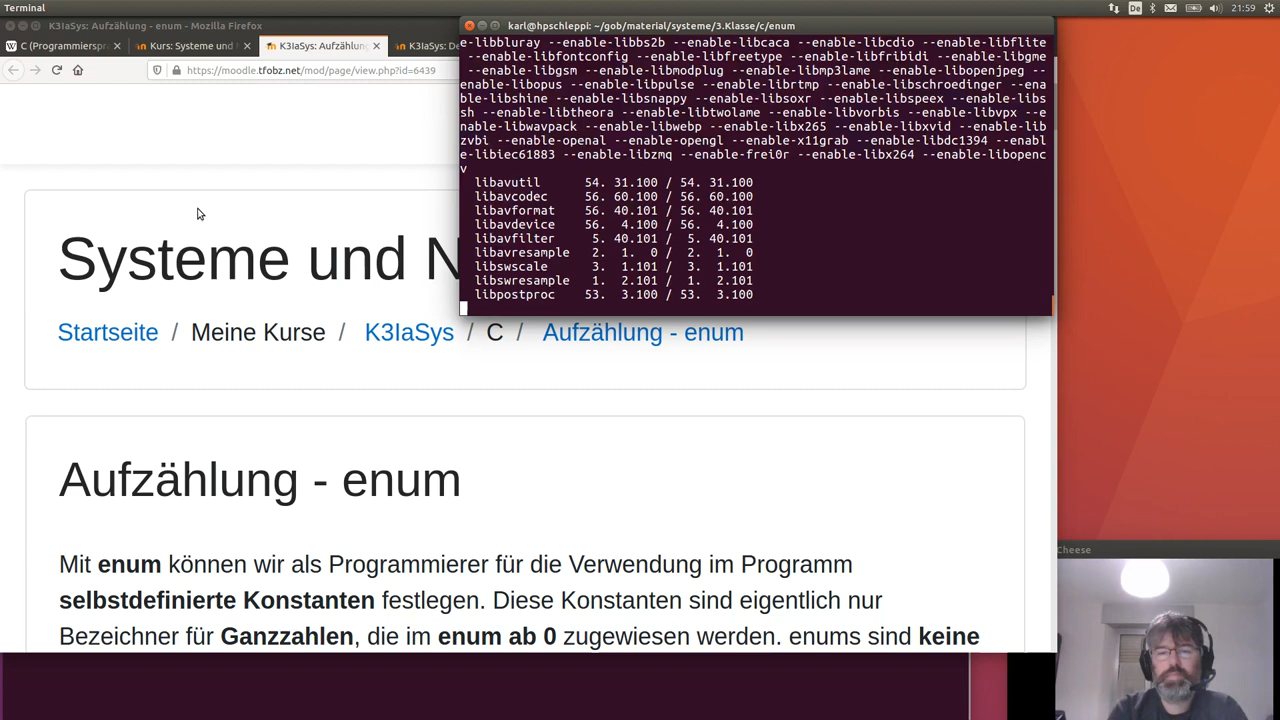 Terminal
De
21:59
K3IaSys: Aufzählung - enum - Mozilla Firefox
C (Programmierspra
Kurs: Systeme und N
K3IaSys: Aufzählung
K3IaSys: De
https://moodle.tfobz.net/mod/page/view.php?id=6439
karl@hpschleppi: ~/gob/material/systeme/3.Klasse/c/enum
e-libbluray --enable-libbs2b --enable-libcaca --enable-libcdio --enable-libflite
--enable-libfontconfig --enable-libfreetype --enable-libfribidi --enable-libgme
--enable-libgsm --enable-libmodplug --enable-libmp3lame --enable-libopenjpeg --
enable-libopus --enable-libpulse --enable-librtmp --enable-libschroedinger --ena
ble-libshine --enable-libsnappy --enable-libsoxr --enable-libspeex --enable-libs
sh --enable-libtheora --enable-libtwolame --enable-libvorbis --enable-libvpx --e
nable-libwavpack --enable-libwebp --enable-libx265 --enable-libxvid --enable-lib
zvbi --enable-openal --enable-opengl --enable-x11grab --enable-libdc1394 --enabl
e-libiec61883 --enable-libzmq --enable-frei0r --enable-libx264 --enable-libopenc
v
libavutil 54. 31.100 / 54. 31.100
libavcodec 56. 60.100 / 56. 60.100
libavformat 56. 40.101 / 56. 40.101
libavdevice 56. 4.100 / 56. 4.100
libavfilter 5. 40.101 / 5. 40.101
libavresample 2. 1. 0 / 2. 1. 0
libswscale 3. 1.101 / 3. 1.101
libswresample 1. 2.101 / 1. 2.101
libpostproc 53. 3.100 / 53. 3.100
Systeme und N
Startseite / Meine Kurse / K3IaSys / C / Aufzählung - enum
Aufzählung - enum
Mit enum können wir als Programmierer für die Verwendung im Programm
selbstdefinierte Konstanten festlegen. Diese Konstanten sind eigentlich nur
Bezeichner für Ganzzahlen, die im enum ab 0 zugewiesen werden. enums sind keine
Cheese